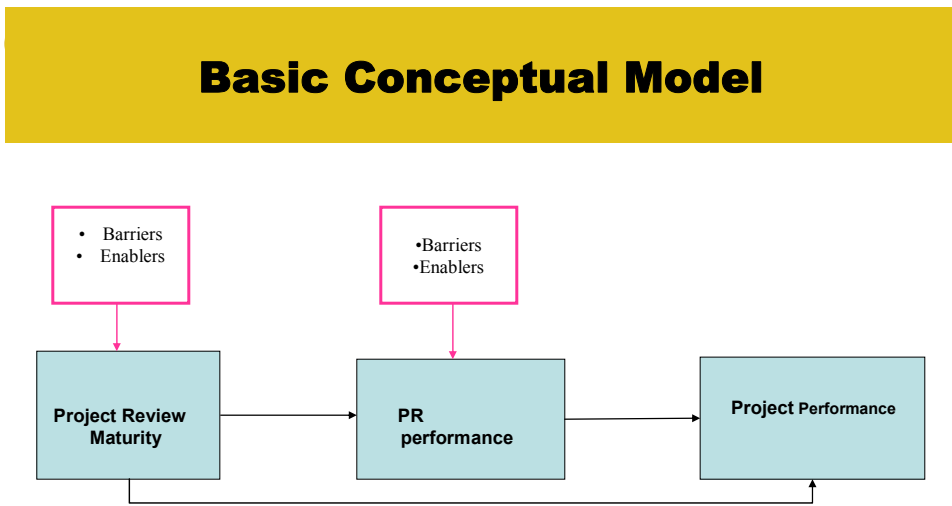 Basic Conceptual Model
• Barriers
• Enablers
•Barriers
•Enablers
Project Review
Maturity
PR
performance
Project Performance